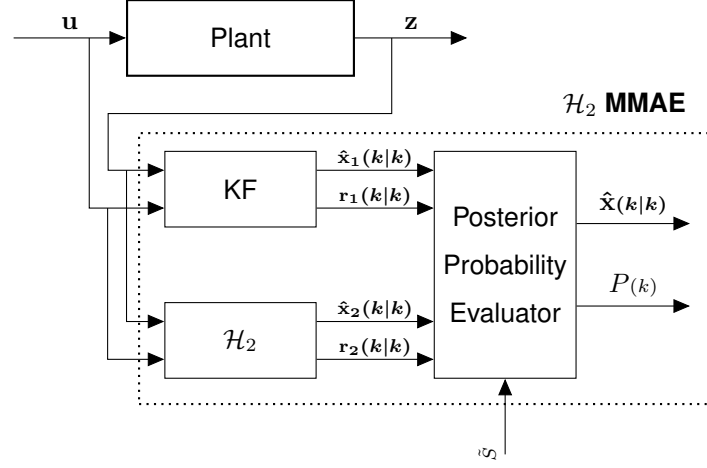 u
Plant
z
ℋ₂ MMAE
KF
x̂₁(k|k)
r₁(k|k)
Posterior
Probability
Evaluator
x̂(k|k)
P(k)
ℋ₂
x̂₂(k|k)
r₂(k|k)
s̃